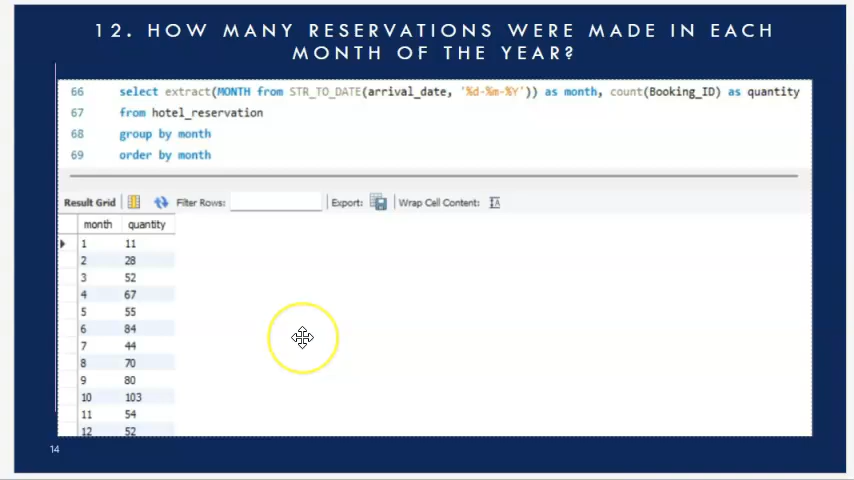 12. HOW MANY RESERVATIONS WERE MADE IN EACH
MONTH OF THE YEAR?
66 select extract(MONTH from STR_TO_DATE(arrival_date, '%d-%m-%Y')) as month, count(Booking_ID) as quantity
67 from hotel_reservation
68 group by month
69 order by month
Result Grid Filter Rows: Export: Wrap Cell Content: IA
month quantity
1 11
2 28
3 52
4 67
5 55
6 84
7 44
8 70
9 80
10 103
11 54
12 52
14